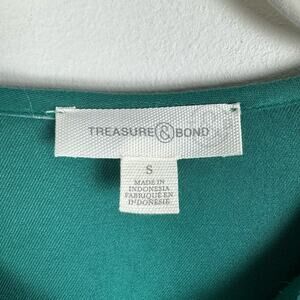 TREASURE & BOND
S
MADE IN
INDONESIA
FABRIQUÉ EN
INDONÉSIE